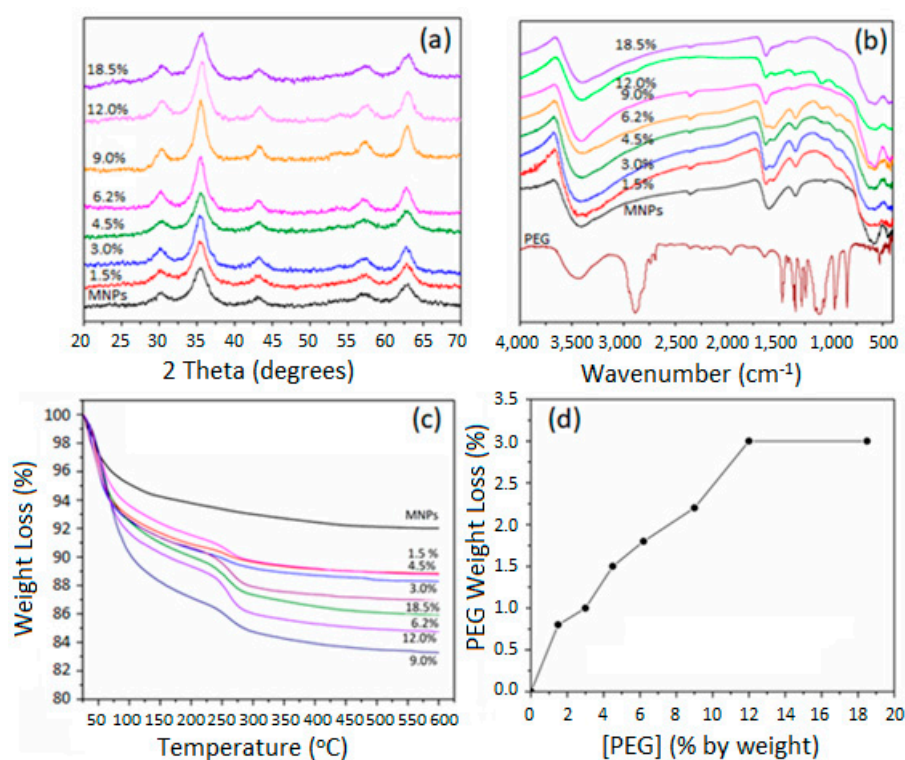 (a)
18.5%
12.0%
9.0%
6.2%
4.5%
3.0%
1.5%
MNPs
20 25 30 35 40 45 50 55 60 65 70
2 Theta (degrees)
(b)
18.5%
12.0%
9.0%
6.2%
4.5%
3.0%
1.5%
MNPs
PEG
4,000 3,500 2,000 1,500 1,000 500
Wavenumber (cm⁻¹)
(c)
Weight Loss (%)
100
98
96
94
92
90
88
86
84
82
80
MNPs
1.5 %
4.5%
3.0%
18.5%
6.2%
12.0%
9.0%
50 100 150 200 250 300 350 400 450 500 550 600
Temperature (°C)
(d)
PEG Weight Loss (%)
3.5
3.0
2.5
2.0
1.5
1.0
0.5
0.0
0 2 4 6 8 10 12 14 16 18 20
[PEG] (% by weight)